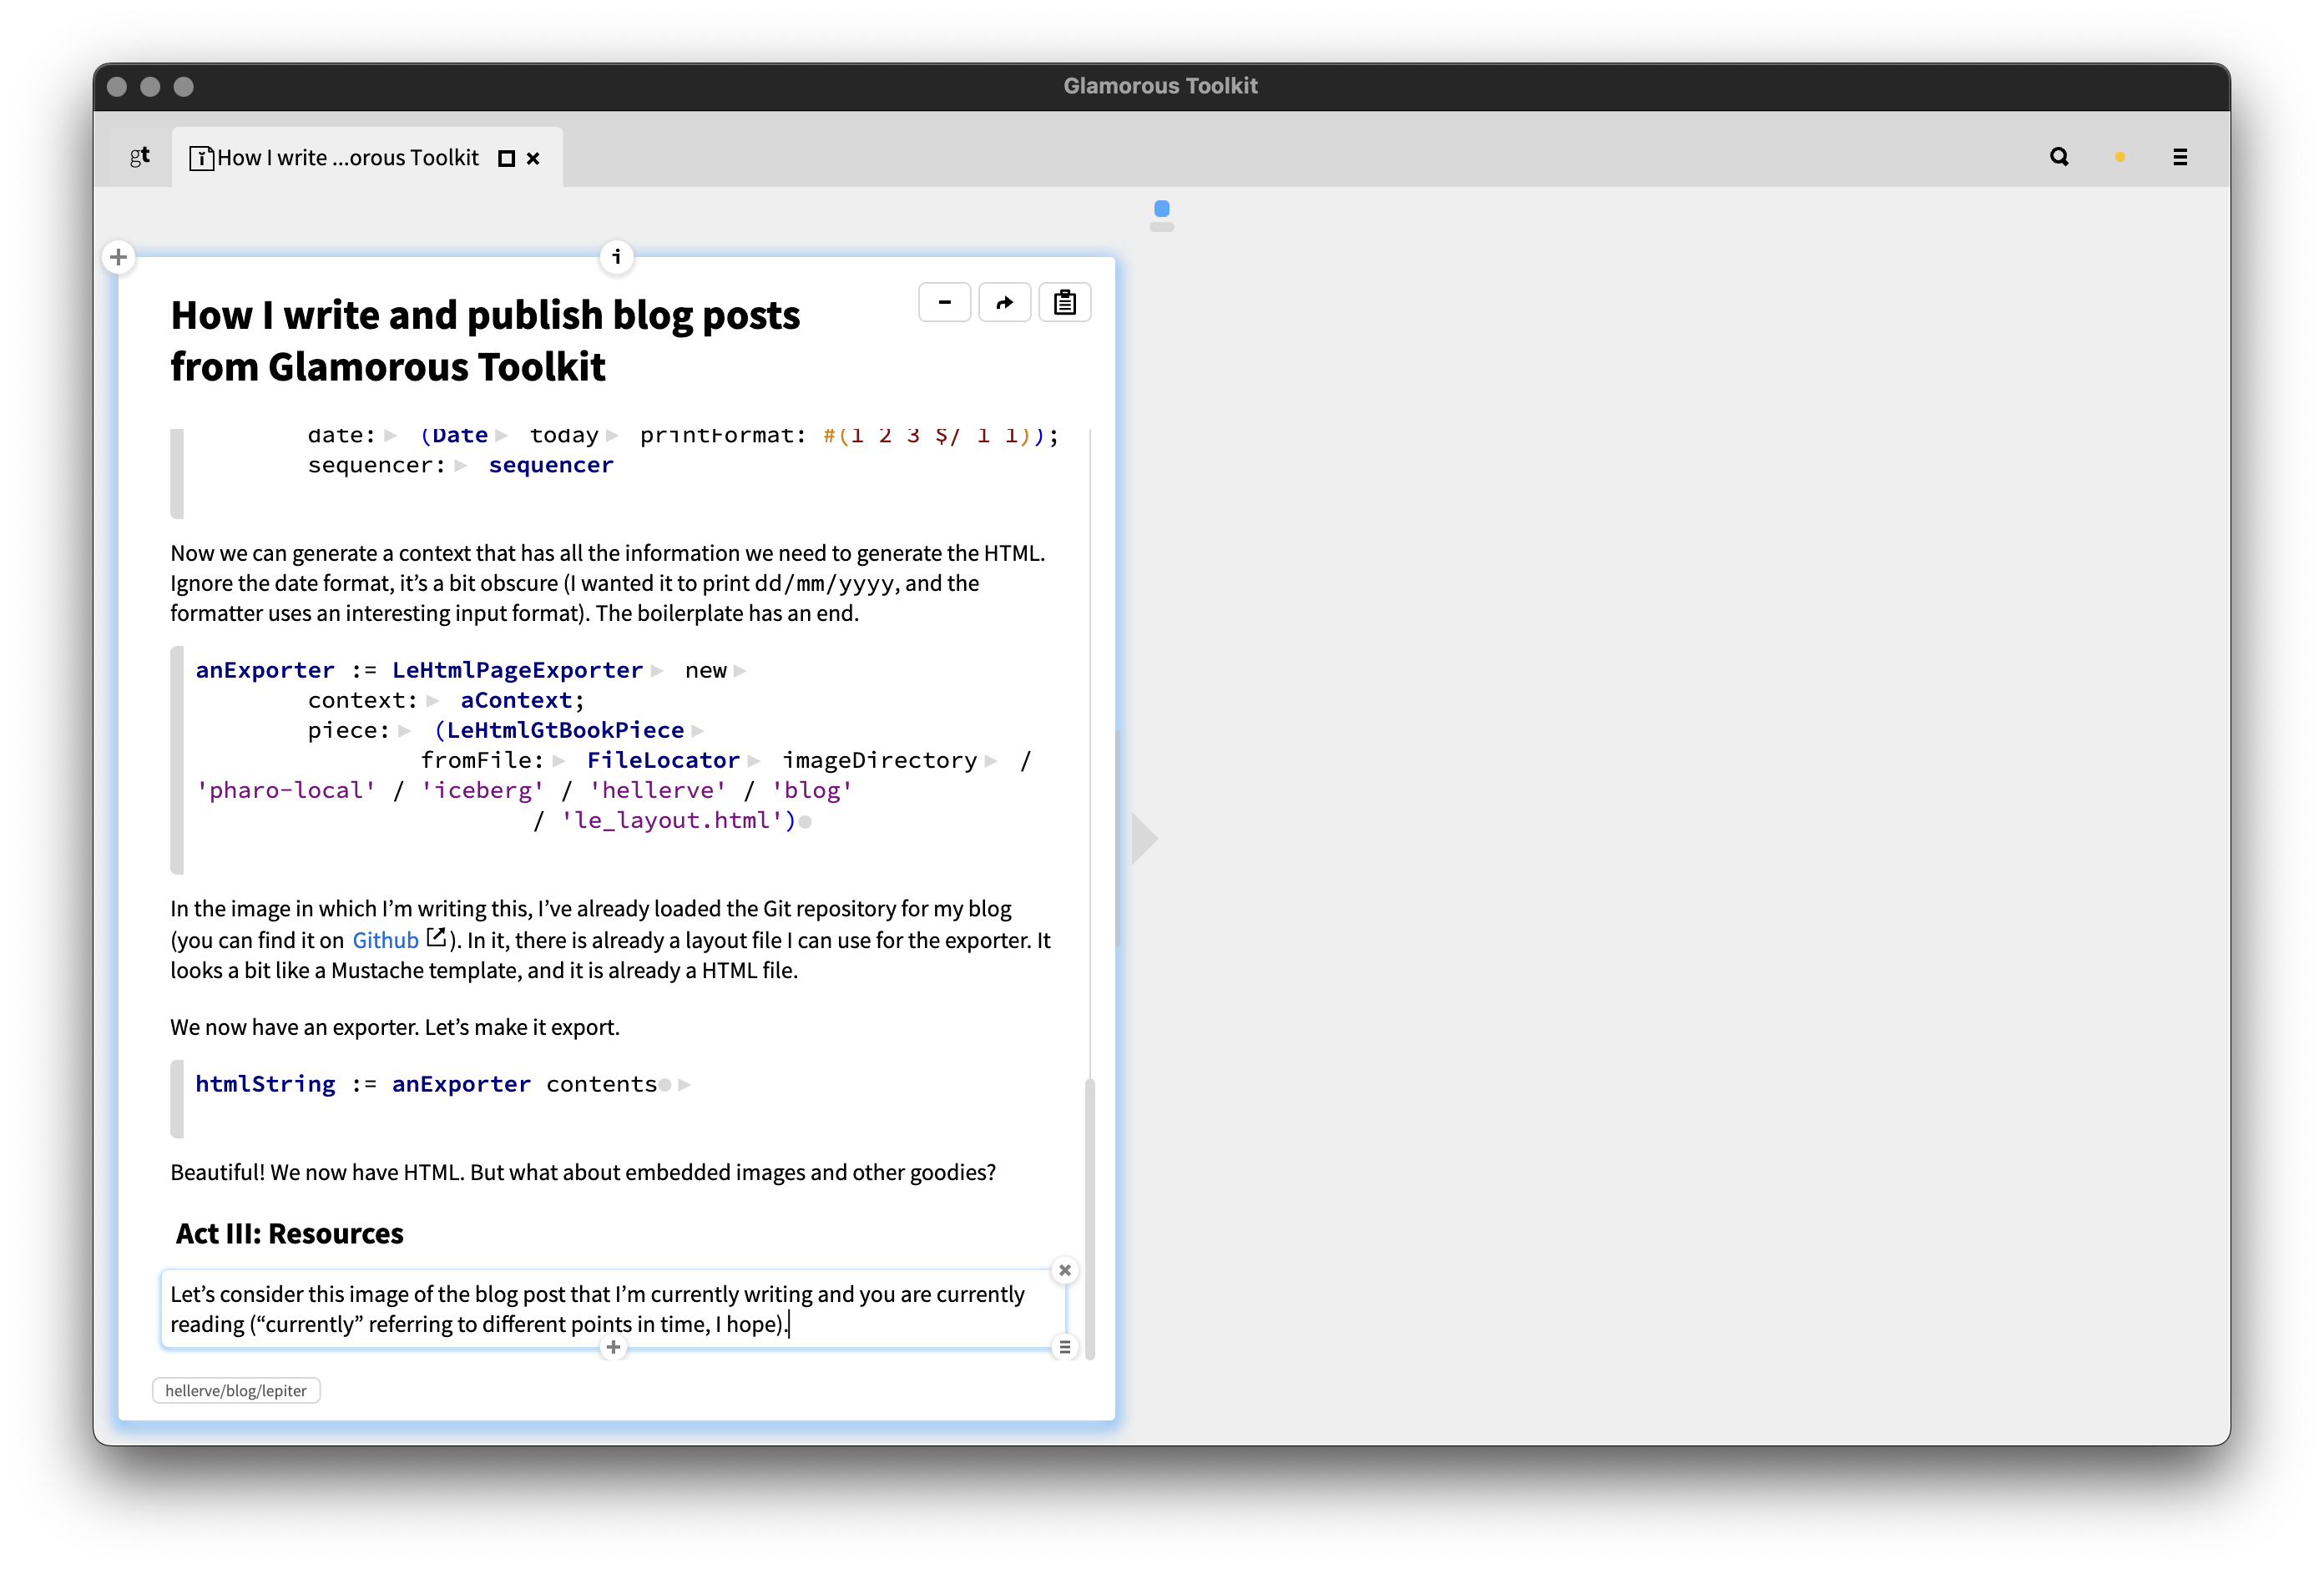 Glamorous Toolkit
gt
How I write ...orous Toolkit
i
How I write and publish blog posts
from Glamorous Toolkit
date: (Date today printFormat: #(1 2 3 $/ 1 1));
sequencer: sequencer
Now we can generate a context that has all the information we need to generate the HTML.
Ignore the date format, it’s a bit obscure (I wanted it to print dd/mm/yyyy, and the
formatter uses an interesting input format). The boilerplate has an end.
anExporter := LeHtmlPageExporter new
context: aContext;
piece: (LeHtmlGtBookPiece
fromFile: FileLocator imageDirectory /
'pharo-local' / 'iceberg' / 'hellerve' / 'blog'
/ 'le_layout.html')
In the image in which I’m writing this, I’ve already loaded the Git repository for my blog
(you can find it on Github ). In it, there is already a layout file I can use for the exporter. It
looks a bit like a Mustache template, and it is already a HTML file.
We now have an exporter. Let’s make it export.
htmlString := anExporter contents
Beautiful! We now have HTML. But what about embedded images and other goodies?
Act III: Resources
Let’s consider this image of the blog post that I’m currently writing and you are currently
reading (“currently” referring to different points in time, I hope).
hellerve/blog/lepiter